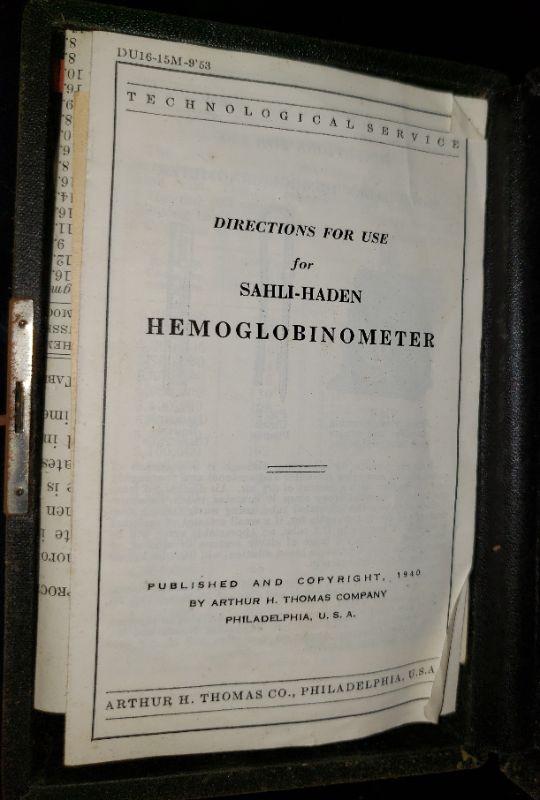 DU16-15M-9'53
TECHNOLOGICAL SERVICE
DIRECTIONS FOR USE
for
SAHLI-HADEN
HEMOGLOBINOMETER
PUBLISHED AND COPYRIGHT, 1940
BY ARTHUR H. THOMAS COMPANY
PHILADELPHIA, U. S. A.
ARTHUR H. THOMAS CO., PHILADELPHIA, U.S.A